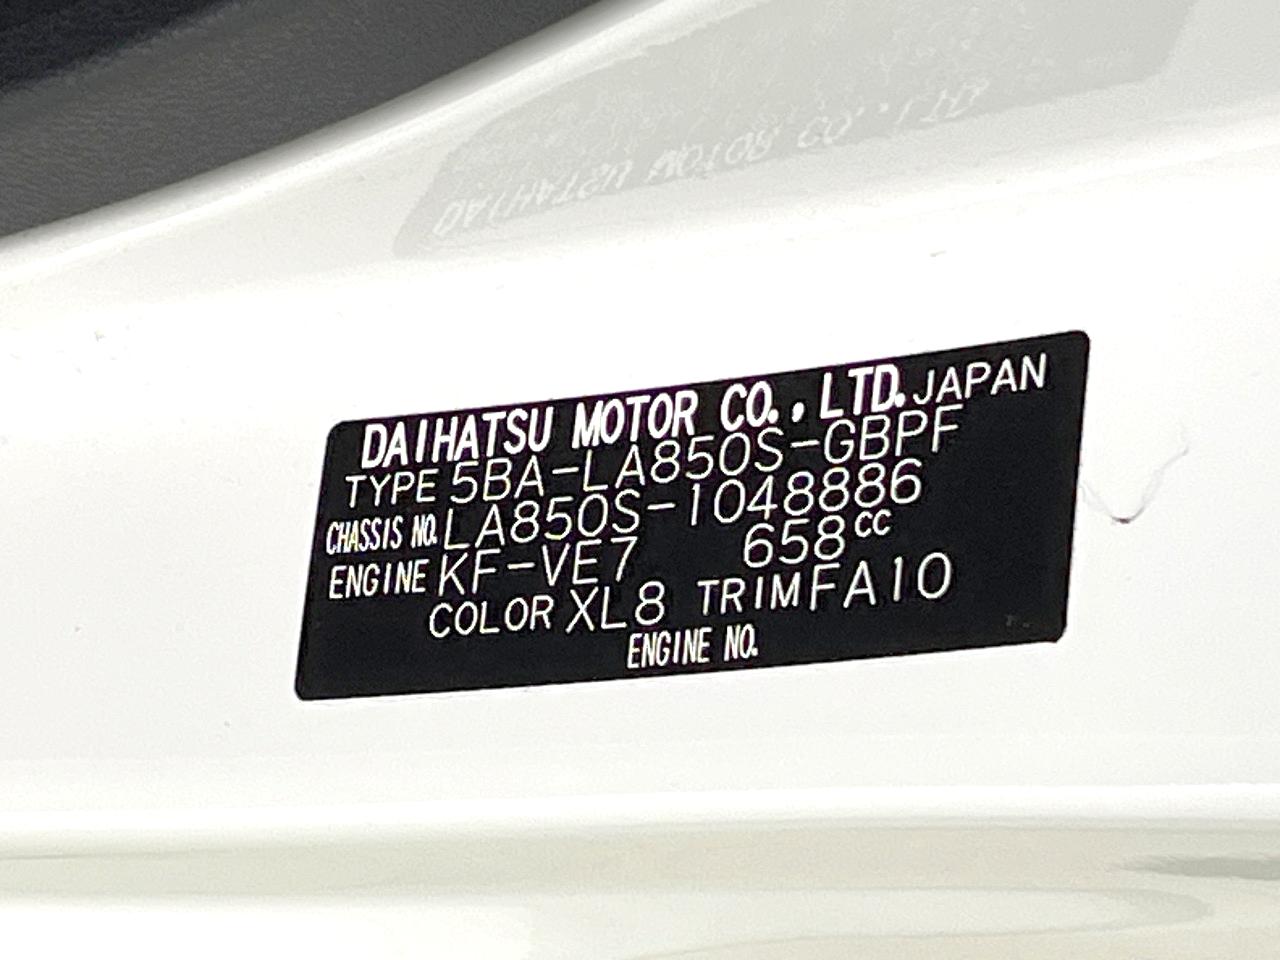 DAIHATSU MOTOR CO., LTD. JAPAN
TYPE 5BA-LA850S-GBPF
CHASSIS NO. LA850S-1048886
ENGINE KF-VE7 658cc
COLOR XL8 TRIM FA10
ENGINE NO.